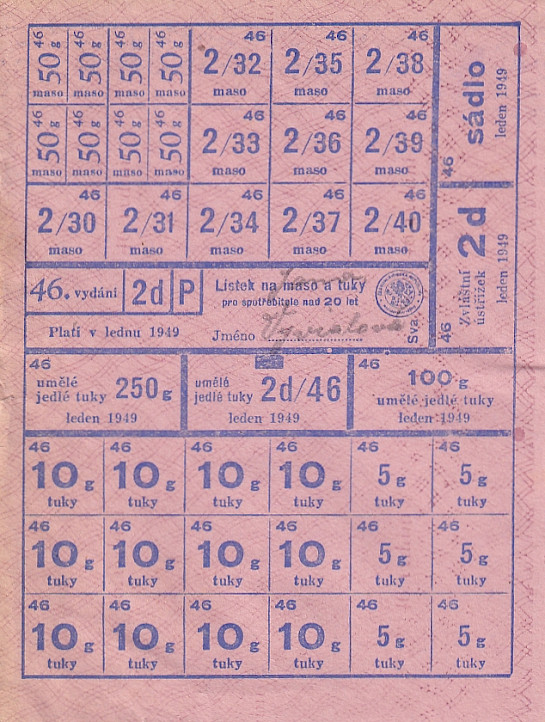 46 46 46 46 46 46 46
50 g 50 g 50 g 50 g 2/32 2/35 2/38
maso maso maso maso maso maso maso
46 sádlo leden 1949
46 46 46 46 46 46 46
50 g 50 g 50 g 50 g 2/33 2/36 2/39
maso maso maso maso maso maso maso
46 46 46 46 46
2/30 2/31 2/34 2/37 2/40
maso maso maso maso maso
46 Zvláštní ústřižek 2d leden 1949
46. vydání 2d P Lístek na maso a tuky
pro spotřebitele nad 20 let
Platí v lednu 1949 Jméno
Sva
46 46
umělé jedlé tuky 250 g umělé jedlé tuky 2d/46 100 g
umělé jedlé tuky
leden 1949 leden 1949 leden 1949
46 46 46 46 46 46
10 g 10 g 10 g 10 g 5 g 5 g
tuky tuky tuky tuky tuky tuky
46 46 46 46 46 46
10 g 10 g 10 g 10 g 5 g 5 g
tuky tuky tuky tuky tuky tuky
46 46 46 46 46 46
10 g 10 g 10 g 10 g 5 g 5 g
tuky tuky tuky tuky tuky tuky